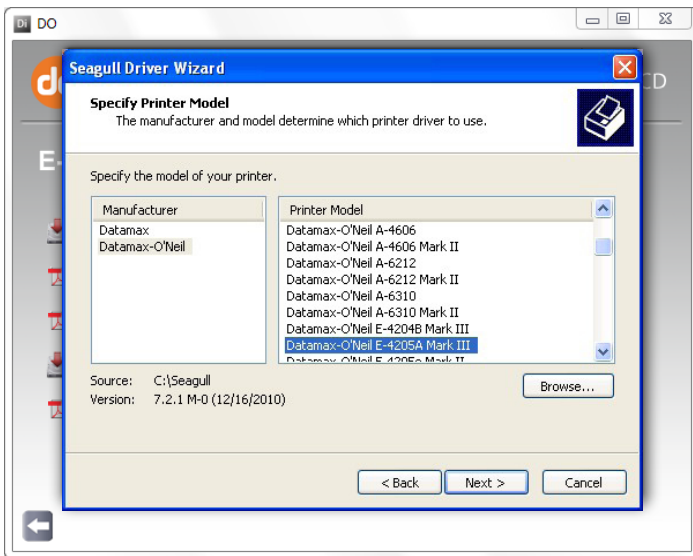 DO
Seagull Driver Wizard
CD
Specify Printer Model
The manufacturer and model determine which printer driver to use.
E-
Specify the model of your printer.
Manufacturer
Datamax
Datamax-O'Neil
Printer Model
Datamax-O'Neil A-4606
Datamax-O'Neil A-4606 Mark II
Datamax-O'Neil A-6212
Datamax-O'Neil A-6212 Mark II
Datamax-O'Neil A-6310
Datamax-O'Neil A-6310 Mark II
Datamax-O'Neil E-4204B Mark III
Datamax-O'Neil E-4205A Mark III
Source: C:\Seagull
Version: 7.2.1 M-0 (12/16/2010)
Browse...
< Back
Next >
Cancel